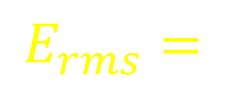 E_rms =